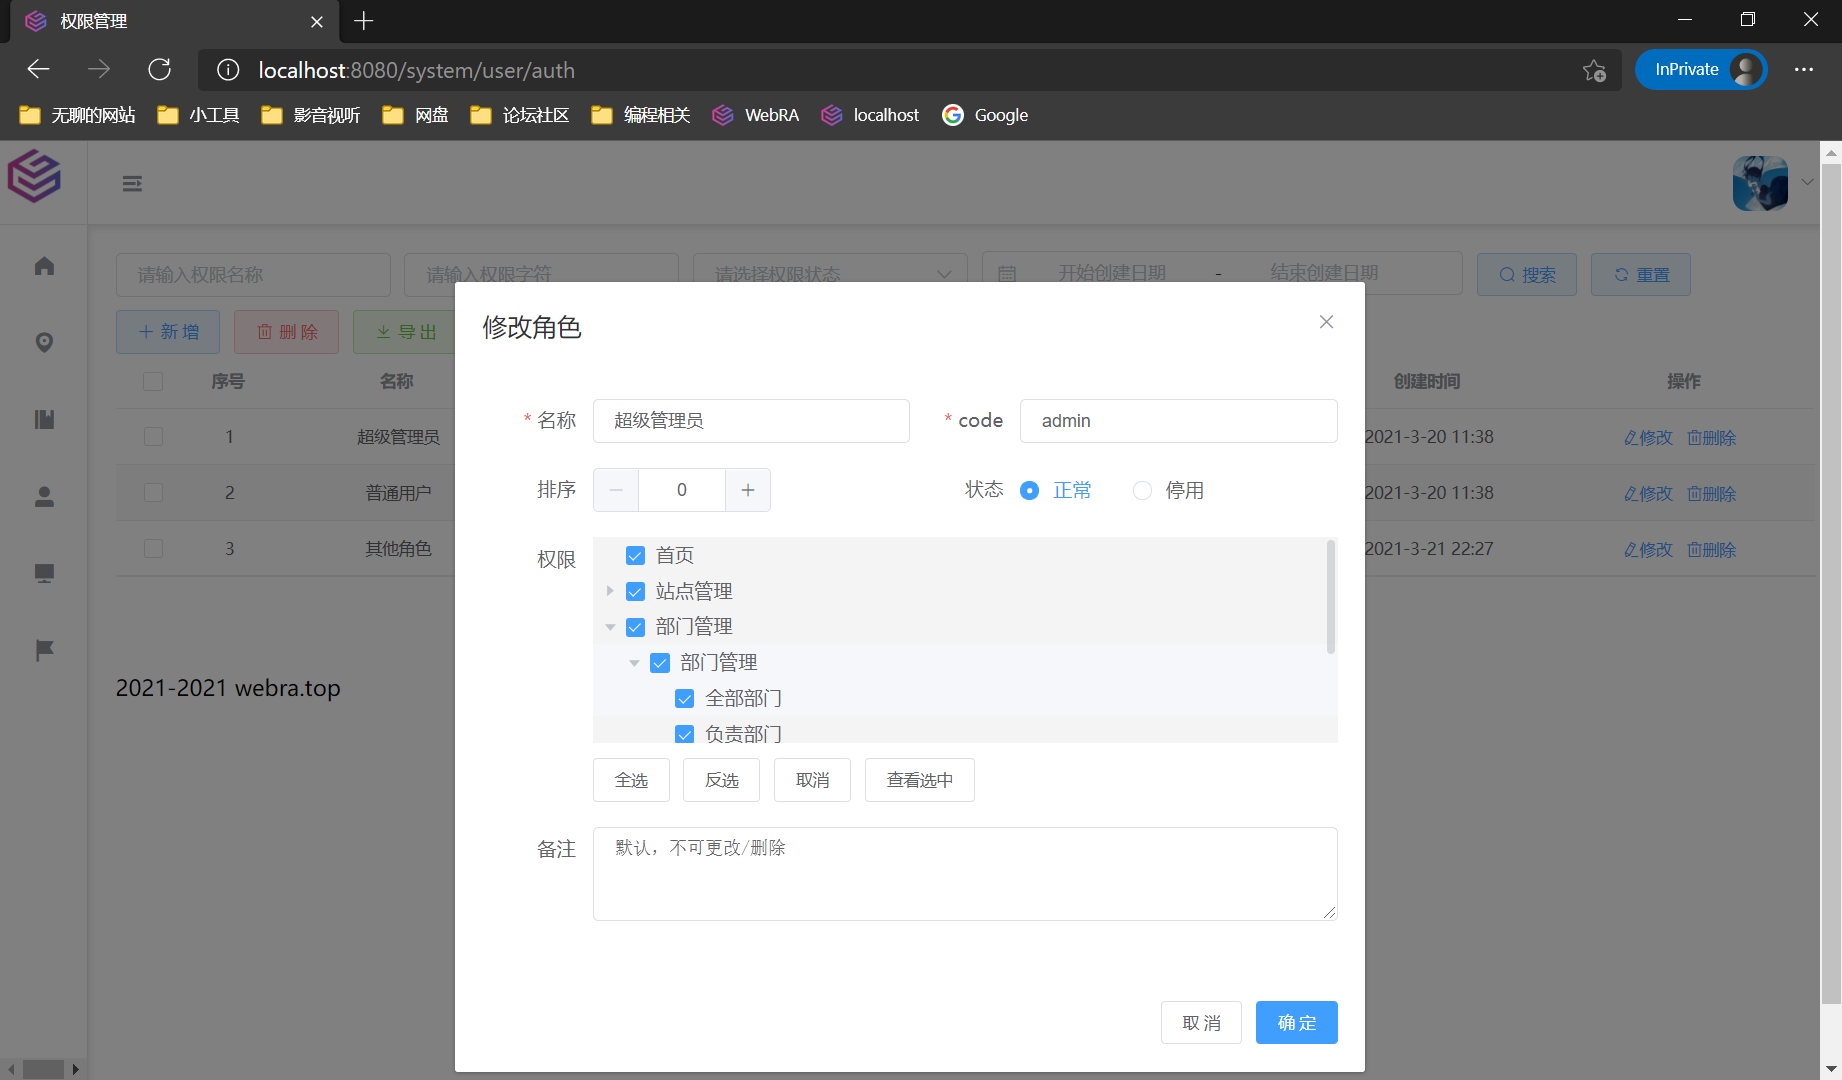 权限管理
localhost:8080/system/user/auth
InPrivate
无聊的网站 小工具 影音视听 网盘 论坛社区 编程相关 WebRA localhost Google
请输入权限名称 请输入权限字符 请选择权限状态 开始创建日期 - 结束创建日期 搜索 重置
新增 删除 导出
序号 名称 创建时间 操作
1 超级管理员 2021-3-20 11:38 修改 删除
2 普通用户 2021-3-20 11:38 修改 删除
3 其他角色 2021-3-21 22:27 修改 删除
2021-2021 webra.top
修改角色
* 名称 超级管理员 * code admin
排序 0 状态 正常 停用
权限 首页
站点管理
部门管理
部门管理
全部部门
负责部门
全选 反选 取消 查看选中
备注 默认，不可更改/删除
取消 确定